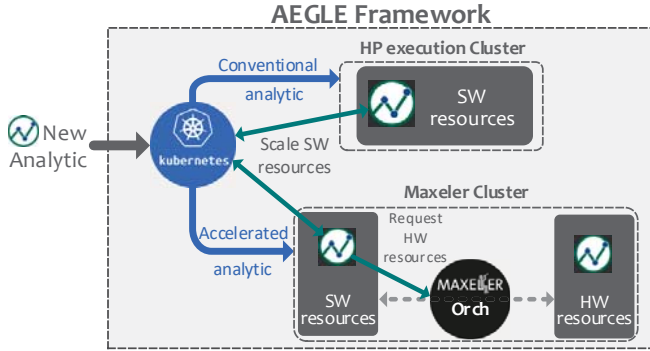 AEGLE Framework
HP execution Cluster
Conventional
analytic
SW
resources
New
Analytic
kubernetes
Scale SW
resources
Maxeler Cluster
Accelerated
analytic
Request
HW
resources
SW
resources
MAXELER
Orch
HW
resources